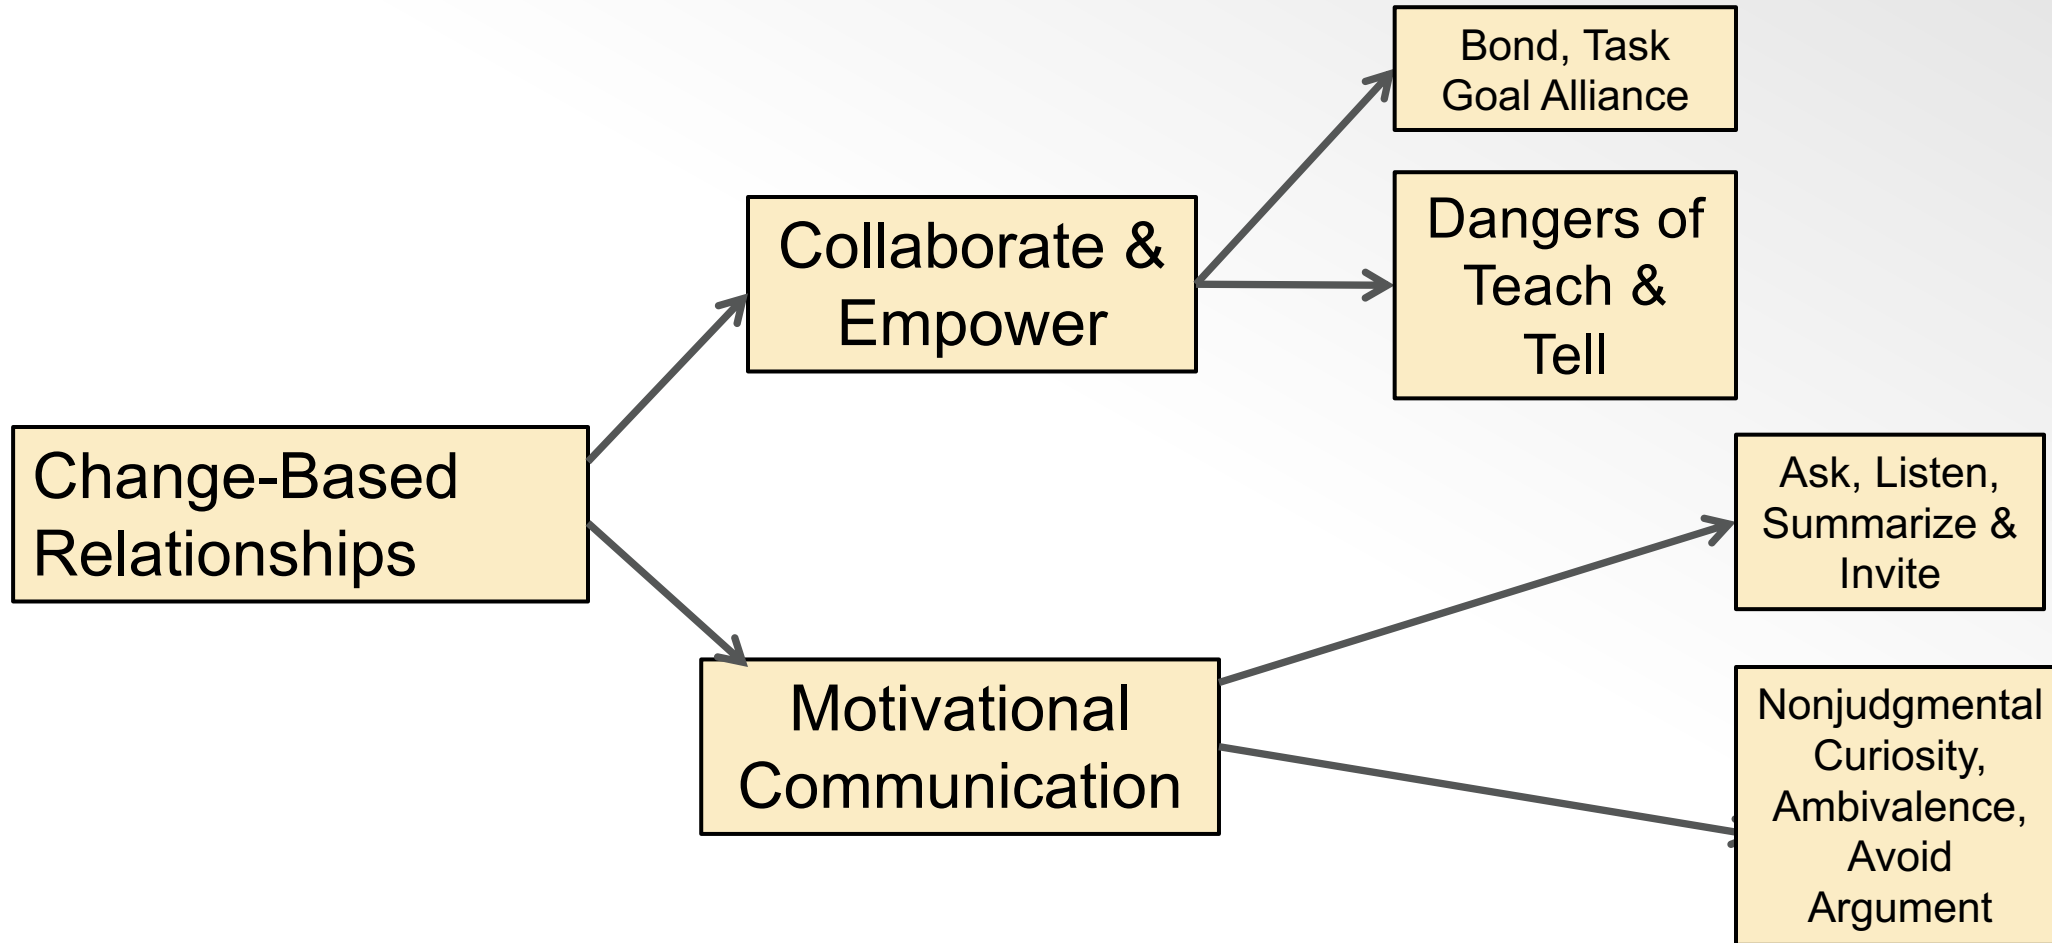 Bond, Task
Goal Alliance
Collaborate &
Empower
Dangers of
Teach &
Tell
Change-Based
Relationships
Ask, Listen,
Summarize &
Invite
Motivational
Communication
Nonjudgmental
Curiosity,
Ambivalence,
Avoid
Argument